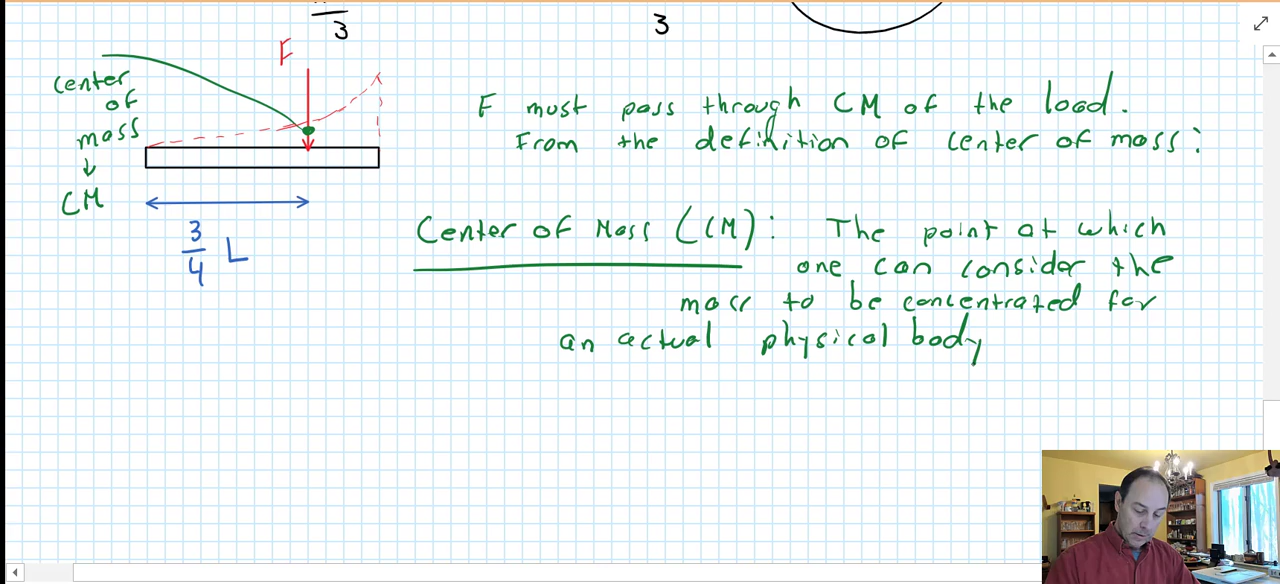 3
3
F
center
of
mass
CM
3
4
L
F must pass through CM of the load.
From the definition of center of mass:
Center of Mass (CM): The point at which
one can consider the
mass to be concentrated for
an actual physical body